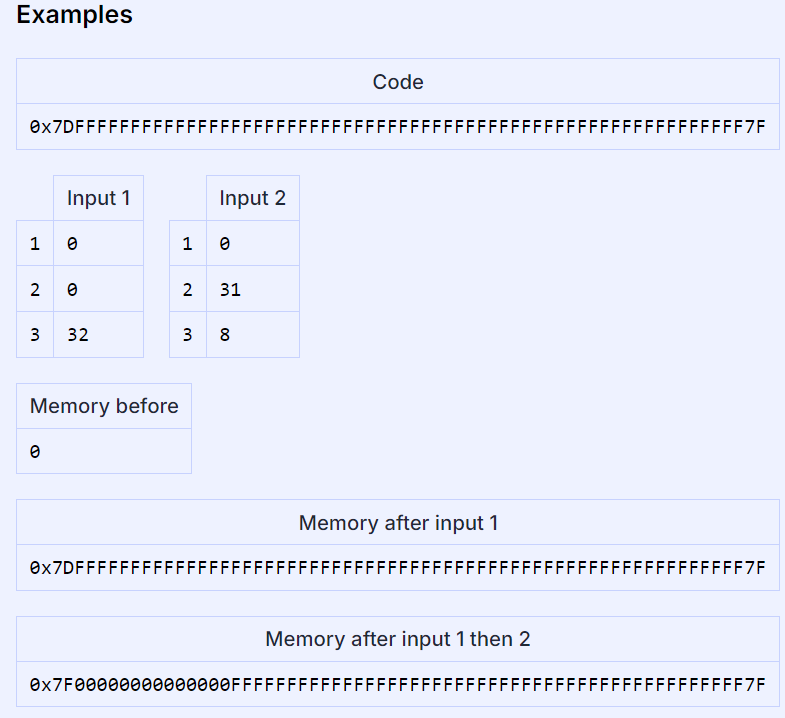 Examples
Code
0x7DFFFFFFFFFFFFFFFFFFFFFFFFFFFFFFFFFFFFFFFFFFFFFFFFFFFFFFFFFFFF7F
Input 1 Input 2
1 0 1 0
2 0 2 31
3 32 3 8
Memory before
0
Memory after input 1
0x7DFFFFFFFFFFFFFFFFFFFFFFFFFFFFFFFFFFFFFFFFFFFFFFFFFFFFFFFFFFFF7F
Memory after input 1 then 2
0x7F00000000000000FFFFFFFFFFFFFFFFFFFFFFFFFFFFFFFFFFFFFFFFFFFFFF7F